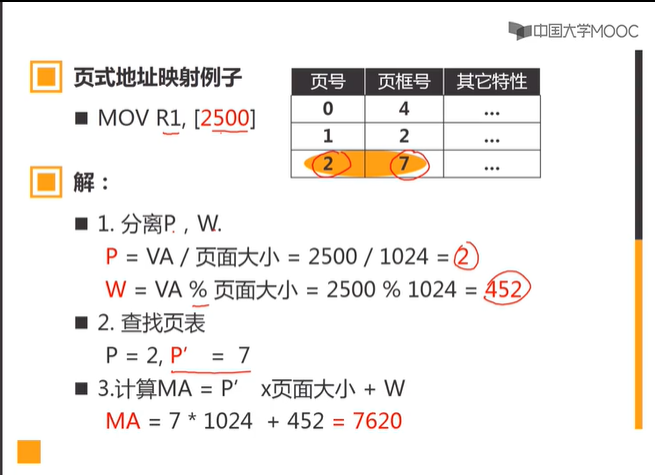 中国大学MOOC
页式地址映射例子
■ MOV R1, [2500]
页号 页框号 其它特性
0 4 ...
1 2 ...
2 7 ...
解：
■ 1. 分离P，W.
P = VA / 页面大小 = 2500 / 1024 = 2
W = VA % 页面大小 = 2500 % 1024 = 452
■ 2. 查找页表
P = 2, P′ = 7
■ 3.计算MA = P′ x页面大小 + W
MA = 7 * 1024 + 452 = 7620